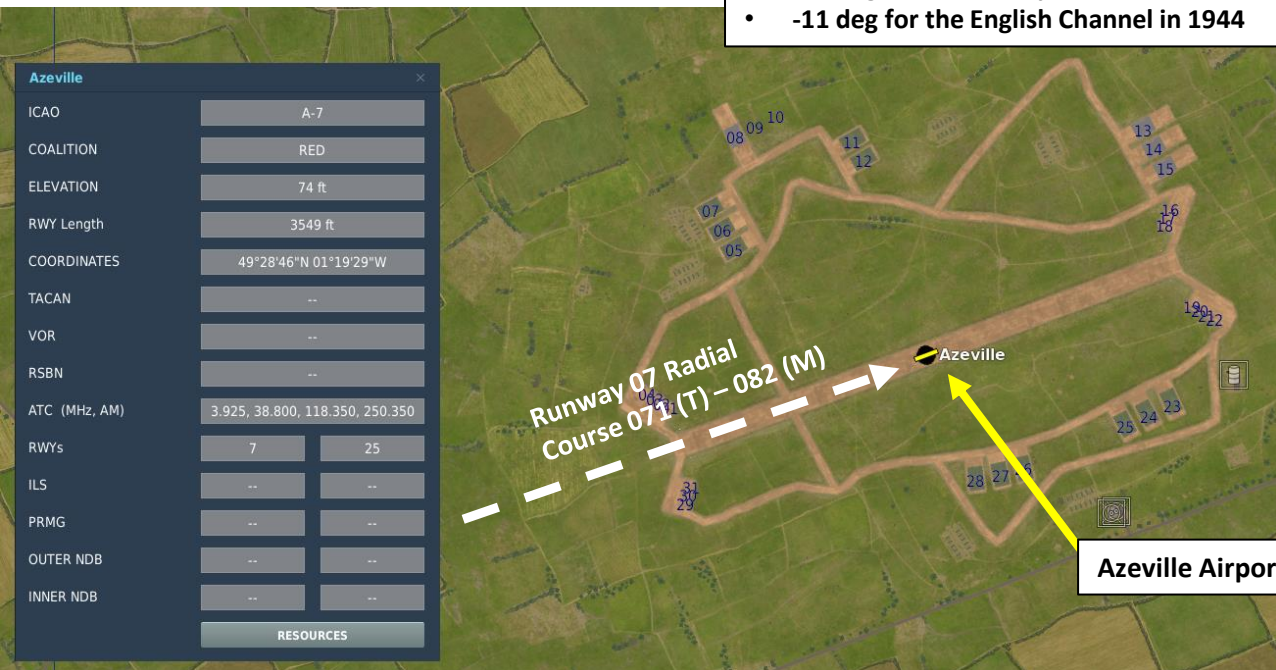 • -11 deg for the English Channel in 1944
Azeville ×
ICAO A-7
COALITION RED
ELEVATION 74 ft
RWY Length 3549 ft
COORDINATES 49°28'46"N 01°19'29"W
TACAN --
VOR --
RSBN --
ATC (MHz, AM) 3.925, 38.800, 118.350, 250.350
RWYs 7 25
ILS -- --
PRMG -- --
OUTER NDB -- --
INNER NDB -- --
RESOURCES
10
09
08
11
12
13
14
15
07
06
05
16
17
18
19
20
21
22
Azeville
Runway 07 Radial
Course 071 (T) – 082 (M)
23
24
25
26
27
28
31
30
29
Azeville Airpor